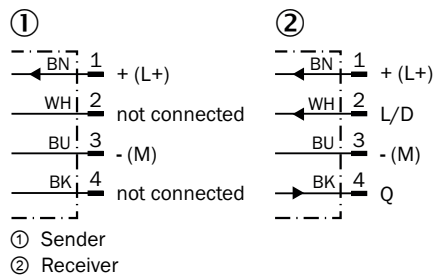 ① ②
BN 1 + (L+) BN 1 + (L+)
WH 2 not connected WH 2 L/D
BU 3 - (M) BU 3 - (M)
BK 4 not connected BK 4 Q
① Sender
② Receiver